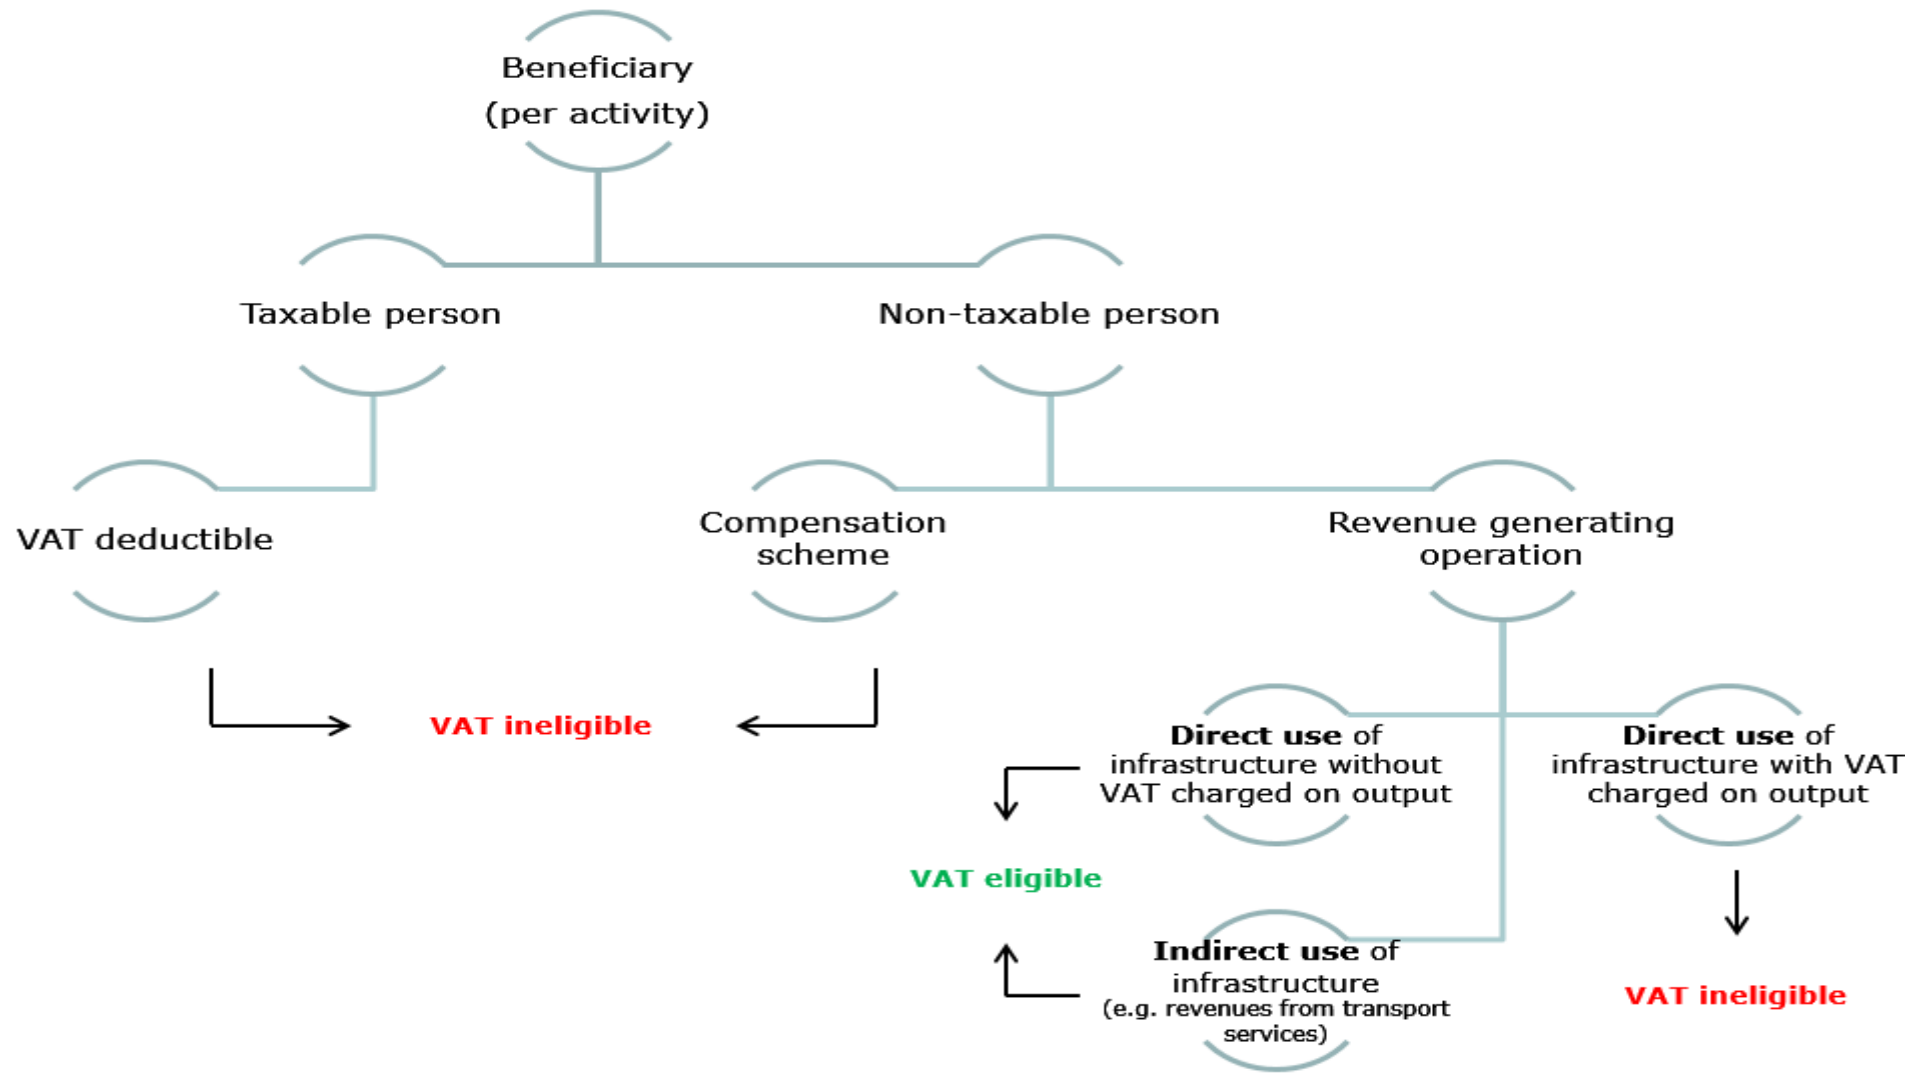 Beneficiary
(per activity)
Taxable person
Non-taxable person
VAT deductible
Compensation
scheme
Revenue generating
operation
VAT ineligible
Direct use of
infrastructure without
VAT charged on output
Direct use of
infrastructure with VAT
charged on output
VAT eligible
Indirect use of
infrastructure
(e.g. revenues from transport
services)
VAT ineligible